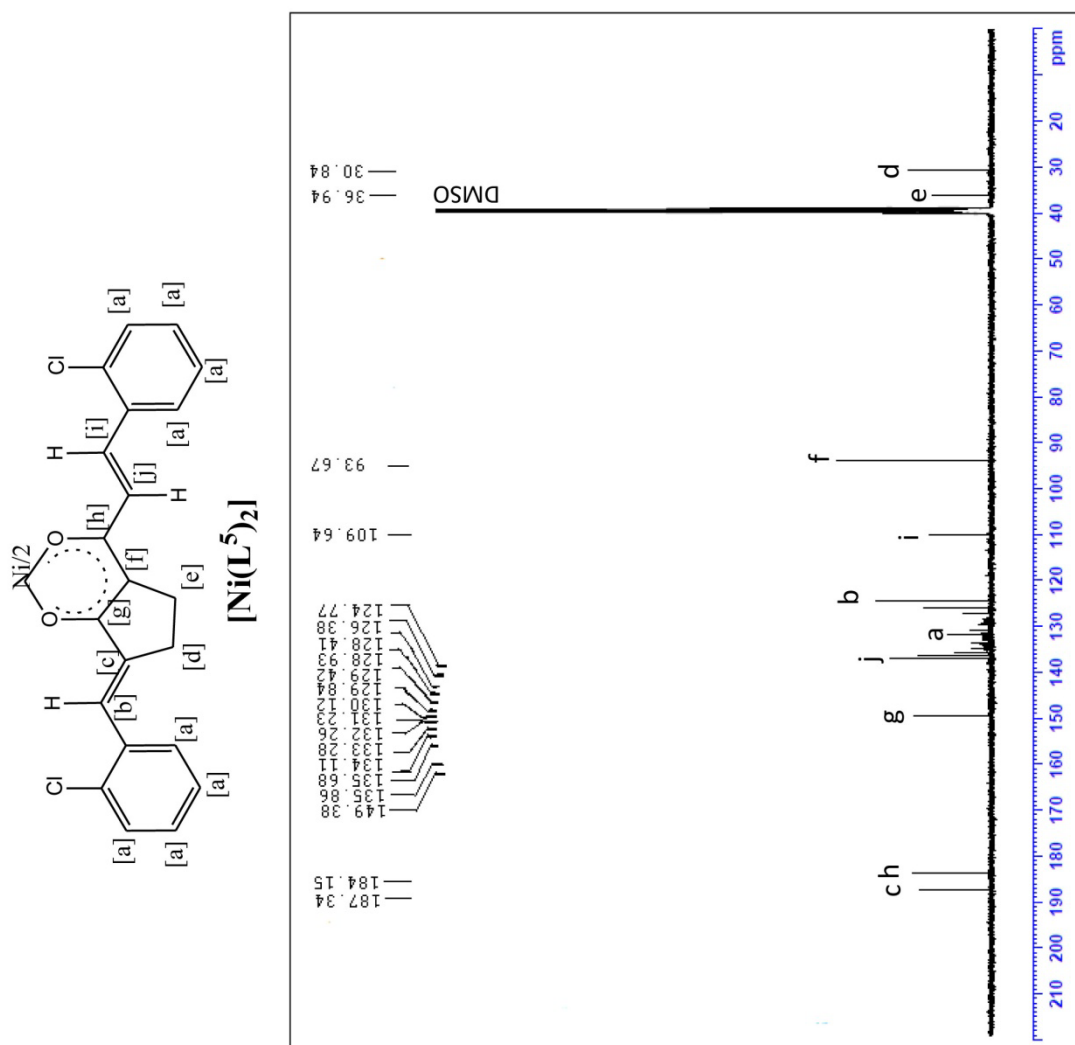 Ni/2
O
O
Cl
H
H
Cl
[h]
[i]
[a]
[g]
[j]
[c]
[f]
H
[a]
[b]
[a]
[a]
[a]
[d]
[e]
[a]
[a]
[a]
[Ni(L⁵)₂]
187.34
184.15
149.38
135.86
135.68
134.11
133.28
132.26
131.23
130.12
129.84
129.42
128.93
128.41
126.38
124.77
109.64
93.67
36.94
30.84
DMSO
c h
g
j
a
b
i
f
e
d
210 200 190 180 170 160 150 140 130 120 110 100 90 80 70 60 50 40 30 20 ppm